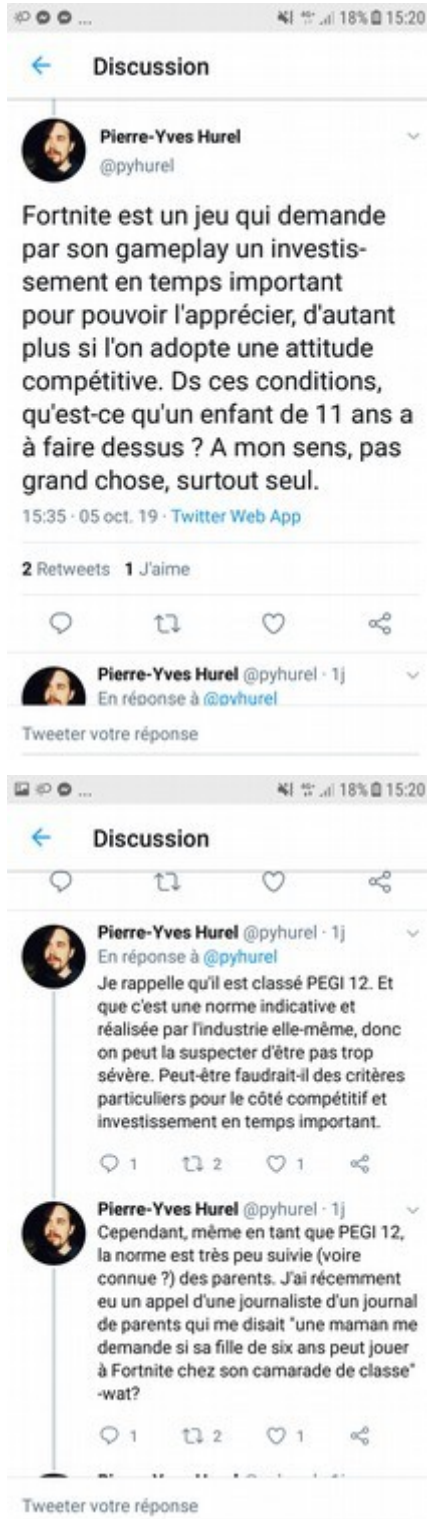 ... 18% 15:20
Discussion
Pierre-Yves Hurel
@pyhurel
Fortnite est un jeu qui demande
par son gameplay un investis-
sement en temps important
pour pouvoir l'apprécier, d'autant
plus si l'on adopte une attitude
compétitive. Ds ces conditions,
qu'est-ce qu'un enfant de 11 ans a
à faire dessus ? A mon sens, pas
grand chose, surtout seul.
15:35 · 05 oct. 19 · Twitter Web App
2 Retweets 1 J'aime
Pierre-Yves Hurel @pyhurel · 1j
En réponse à @pyhurel
Tweeter votre réponse
... 18% 15:20
Discussion
Pierre-Yves Hurel @pyhurel · 1j
En réponse à @pyhurel
Je rappelle qu'il est classé PEGI 12. Et
que c'est une norme indicative et
réalisée par l'industrie elle-même, donc
on peut la suspecter d'être pas trop
sévère. Peut-être faudrait-il des critères
particuliers pour le côté compétitif et
investissement en temps important.
1 2 1
Pierre-Yves Hurel @pyhurel · 1j
Cependant, même en tant que PEGI 12,
la norme est très peu suivie (voire
connue ?) des parents. J'ai récemment
eu un appel d'une journaliste d'un journal
de parents qui me disait "une maman me
demande si sa fille de six ans peut jouer
à Fortnite chez son camarade de classe"
-wat?
1 2 1
Tweeter votre réponse